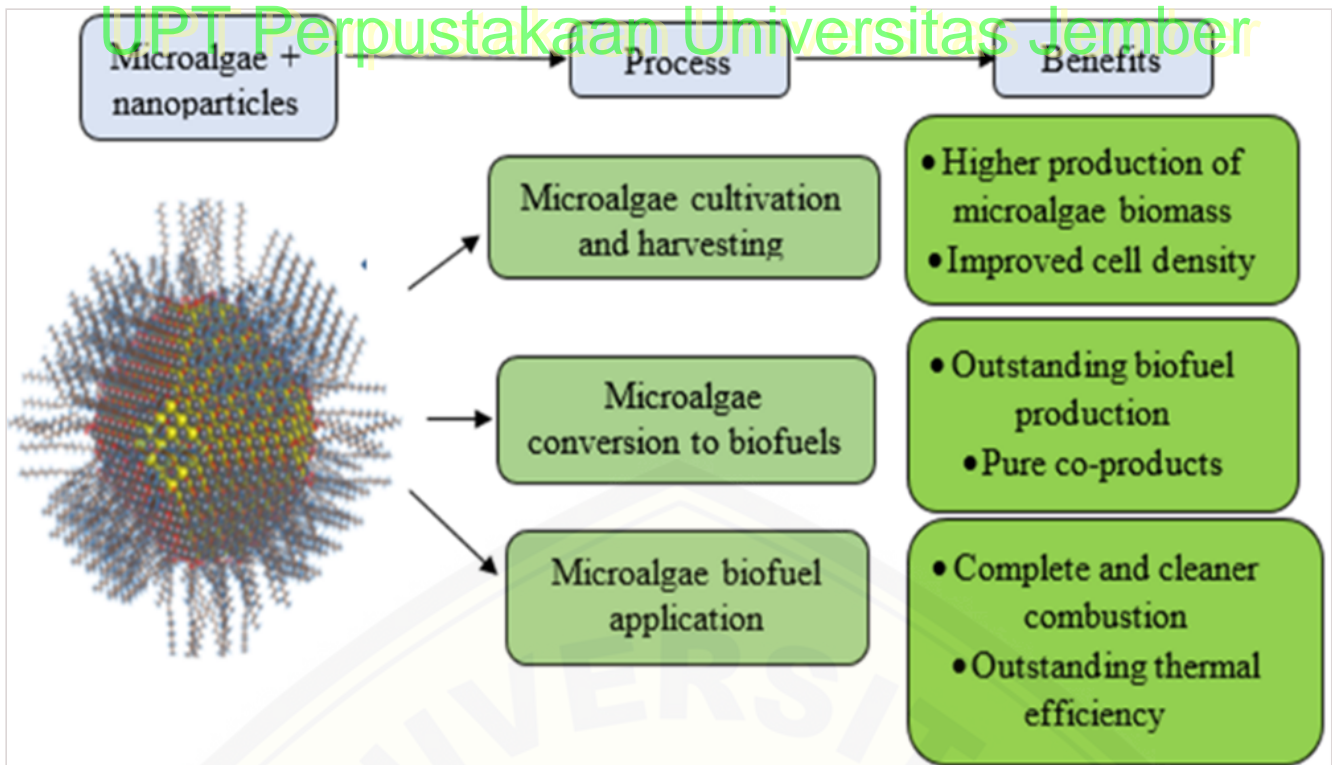 UPT Perpustakaan Universitas Jember
Microalgae +
nanoparticles
Process
Benefits
Microalgae cultivation
and harvesting
• Higher production of
microalgae biomass
• Improved cell density
Microalgae
conversion to biofuels
• Outstanding biofuel
production
• Pure co-products
Microalgae biofuel
application
• Complete and cleaner
combustion
• Outstanding thermal
efficiency